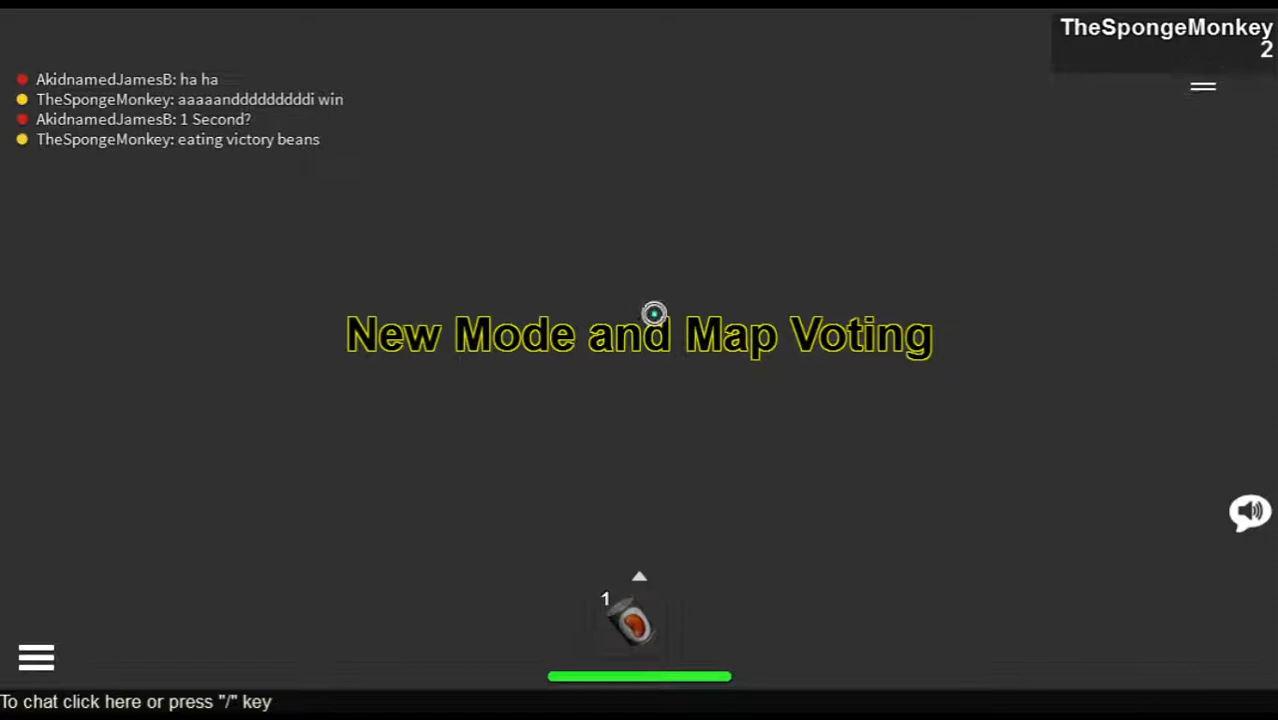 TheSpongeMonkey
2
AkidnamedJamesB: ha ha
TheSpongeMonkey: aaaaandddddddddi win
AkidnamedJamesB: 1 Second?
TheSpongeMonkey: eating victory beans
New Mode and Map Voting
1
To chat click here or press "/" key